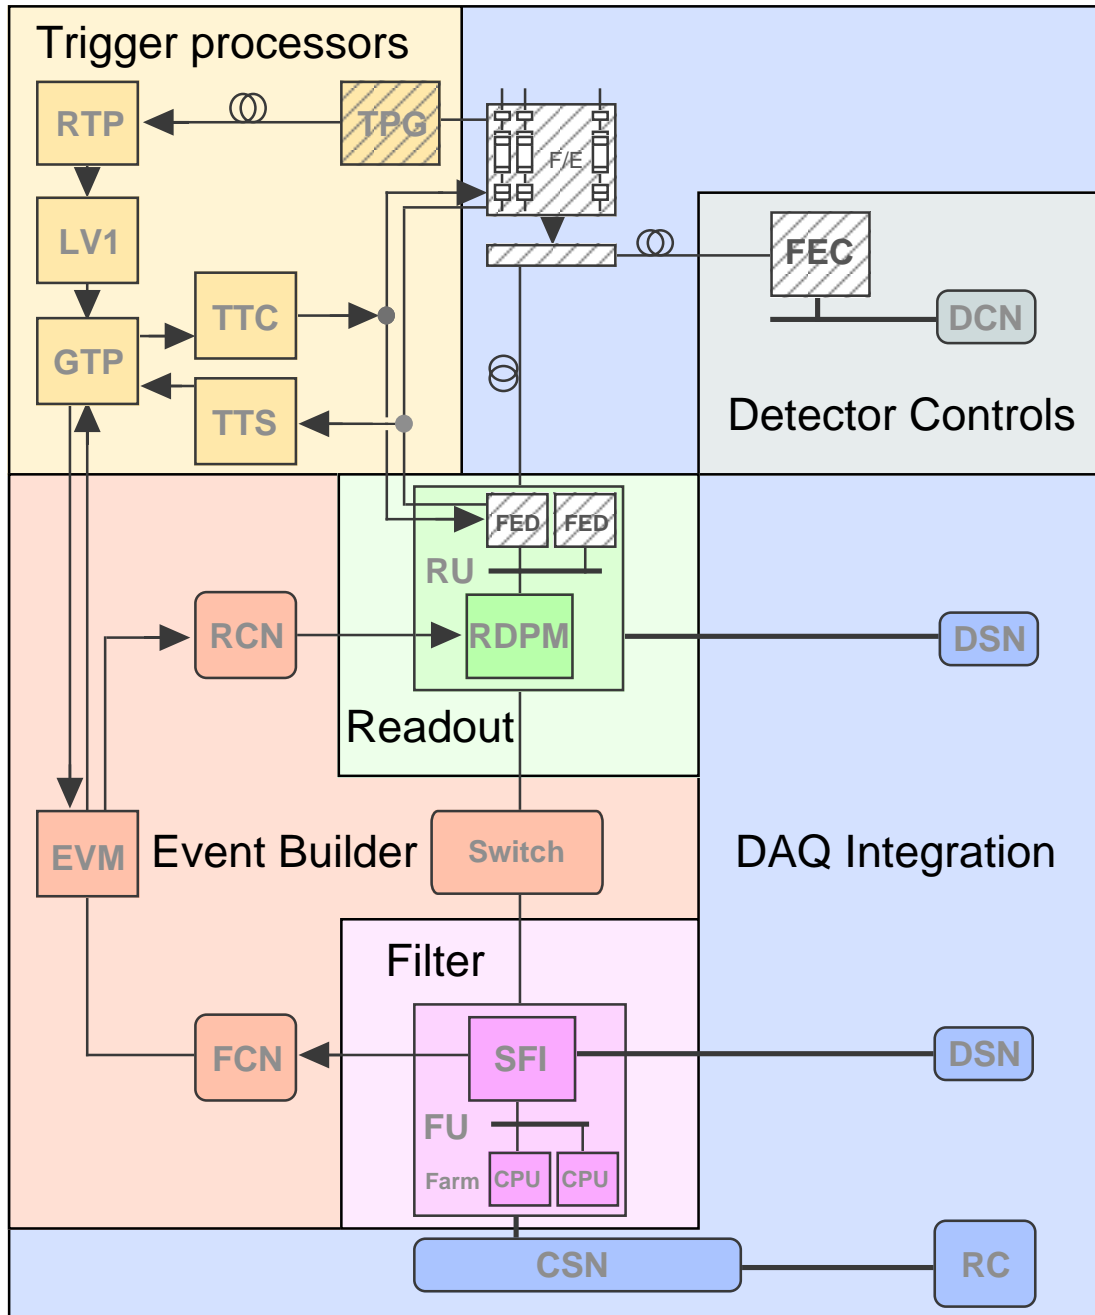 Trigger processors
RTP
TPG
F/E
LV1
FEC
TTC
DCN
GTP
TTS
Detector Controls
FED
FED
RU
RCN
RDPM
DSN
Readout
EVM
Event Builder
Switch
DAQ Integration
Filter
FCN
SFI
DSN
FU
Farm
CPU
CPU
CSN
RC